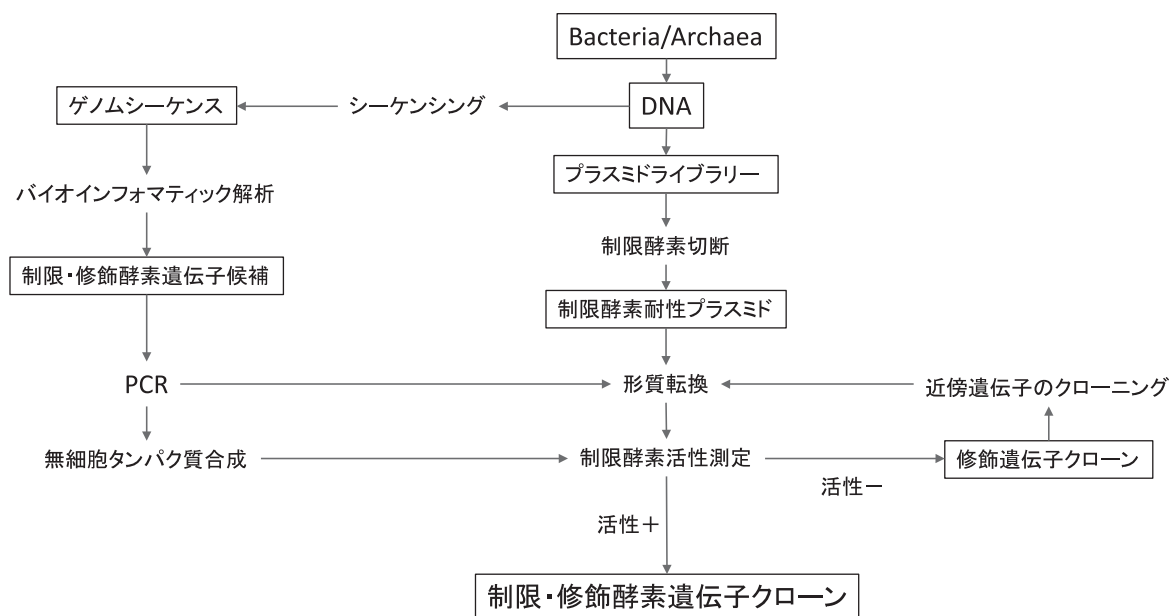 Bacteria/Archaea
ゲノムシーケンス
シーケンシング
DNA
プラスミドライブラリー
バイオインフォマティック解析
制限酵素切断
制限・修飾酵素遺伝子候補
制限酵素耐性プラスミド
PCR
形質転換
近傍遺伝子のクローニング
無細胞タンパク質合成
制限酵素活性測定
修飾遺伝子クローン
活性－
活性＋
制限・修飾酵素遺伝子クローン